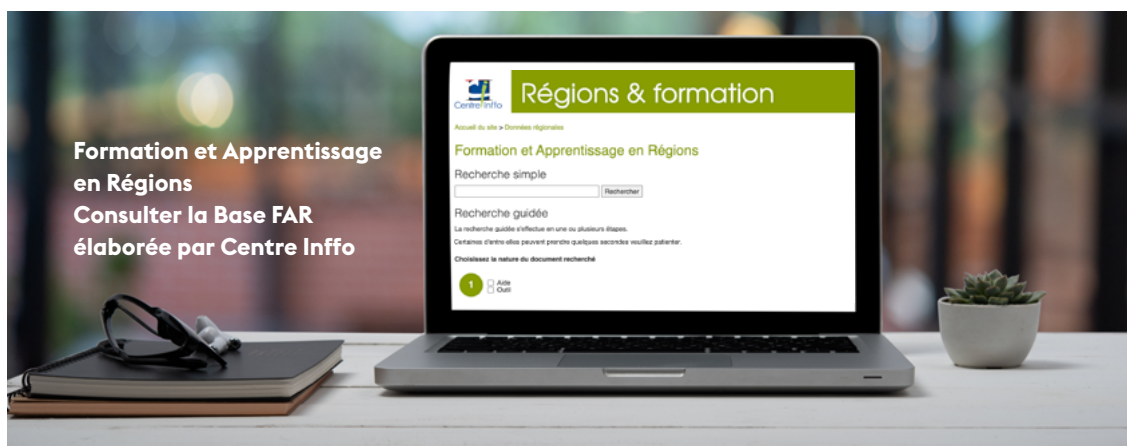 Formation et Apprentissage
en Régions
Consulter la Base FAR
élaborée par Centre Inffo
Centre Inffo
Régions & formation
Accueil du site > Données régionales
Formation et Apprentissage en Régions
Recherche simple
Rechercher
Recherche guidée
La recherche guidée s'effectue en une ou plusieurs étapes.
Certaines d'entre elles peuvent prendre quelques secondes veuillez patienter.
Choisissez la nature du document recherché
1
Aide
Outil